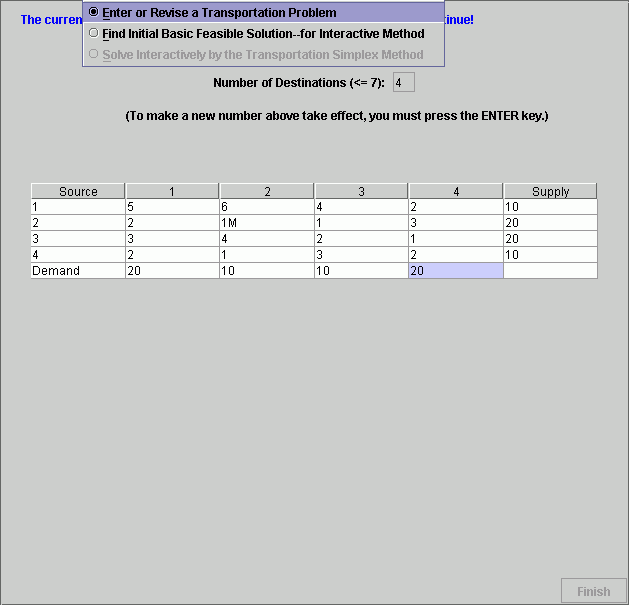 Enter or Revise a Transportation Problem
The curren
nue!
Find Initial Basic Feasible Solution--for Interactive Method
Solve Interactively by the Transportation Simplex Method
Number of Destinations (<= 7): 4
(To make a new number above take effect, you must press the ENTER key.)
Source 1 2 3 4 Supply
1 5 6 4 2 10
2 2 1M 1 3 20
3 3 4 2 1 20
4 2 1 3 2 10
Demand 20 10 10 20
Finish